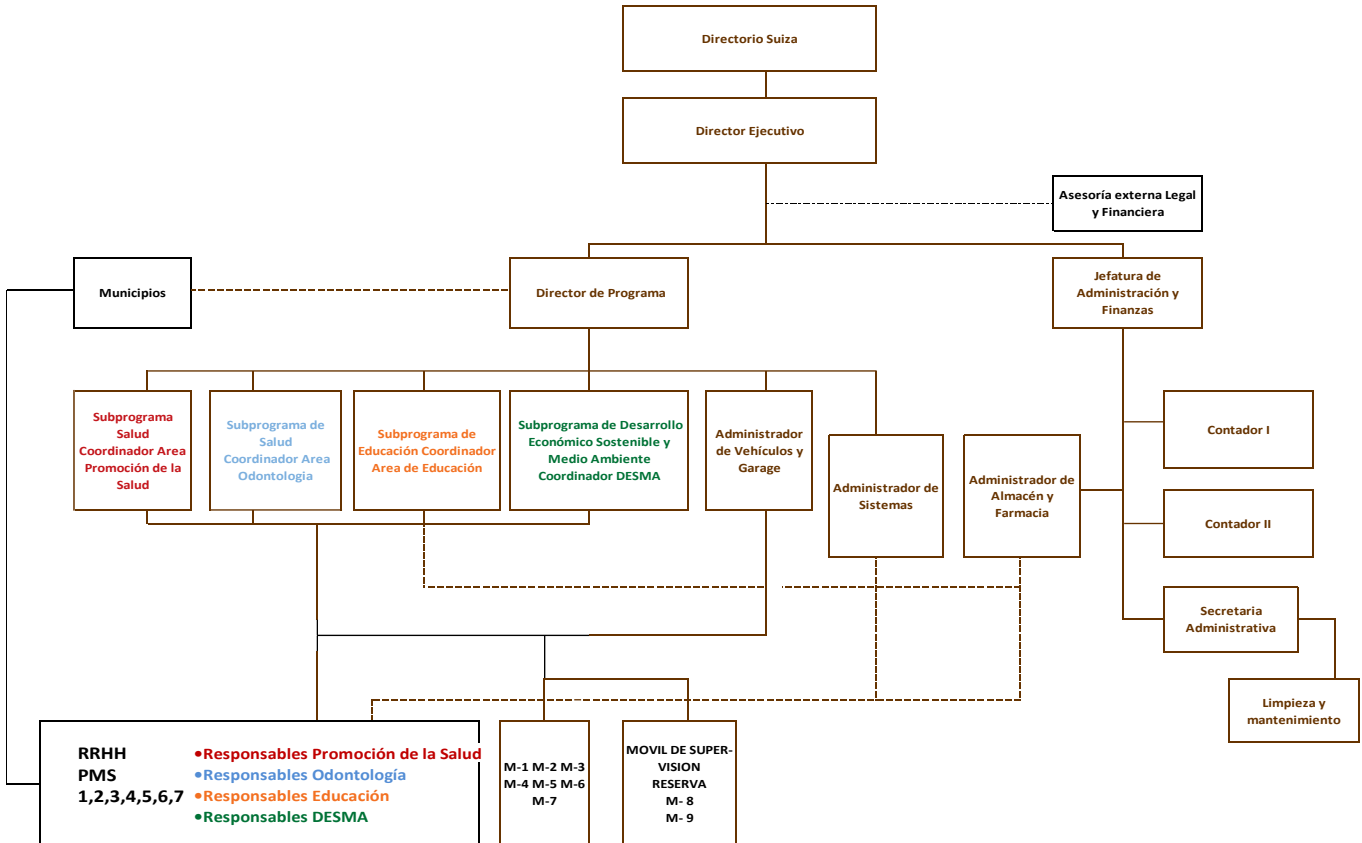 Directorio Suiza
Director Ejecutivo
Asesoría externa Legal
y Financiera
Municipios
Director de Programa
Jefatura de
Administración y
Finanzas
Subprograma
Salud
Coordinador Area
Promoción de la
Salud
Subprograma de
Salud
Coordinador Area
Odontologia
Subprograma de
Educación Coordinador
Area de Educación
Subprograma de Desarrollo
Económico Sostenible y
Medio Ambiente
Coordinador DESMA
Administrador
de Vehículos y
Garage
Administrador de
Sistemas
Administrador de
Almacén y
Farmacia
Contador I
Contador II
Secretaria
Administrativa
Limpieza y
mantenimiento
RRHH
PMS
1,2,3,4,5,6,7
•Responsables Promoción de la Salud
•Responsables Odontología
•Responsables Educación
•Responsables DESMA
M-1 M-2 M-3
M-4 M-5 M-6
M-7
MOVIL DE SUPER-
VISION
RESERVA
M- 8
M- 9